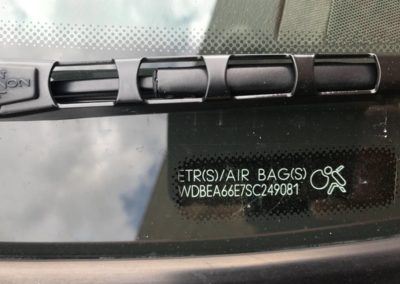 ETR(S)/AIR BAG(S)
WDBEA66E7SC249081